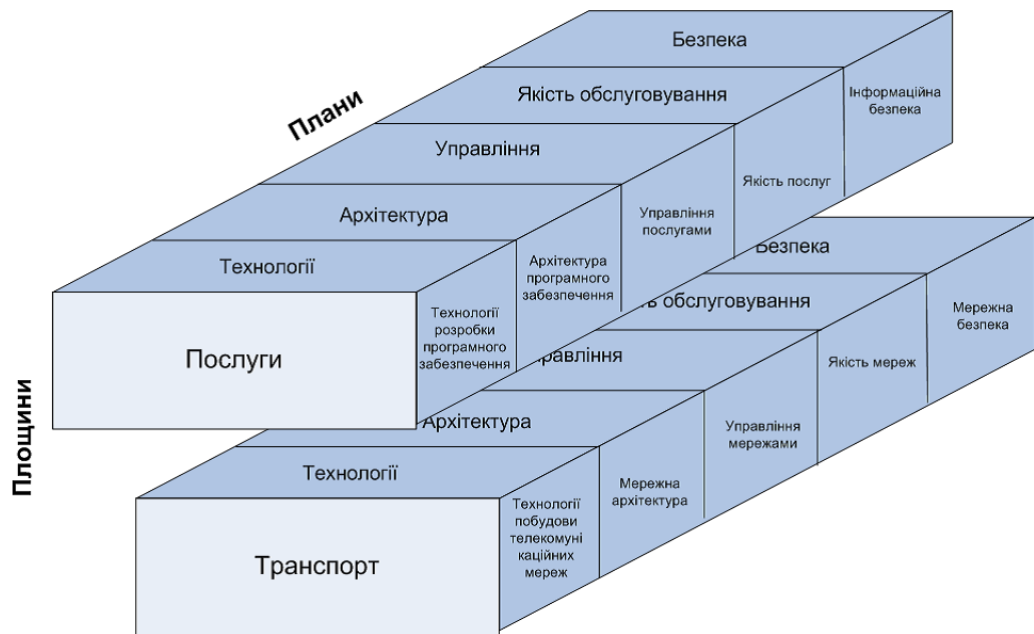 Плани
Площини
Безпека
Якість обслуговування
Управління
Архітектура
Технології
Послуги
Інформаційна
безпека
Якість послуг
Управління
послугами
Архітектура
програмного
забезпечення
Технології
розробки
програмного
забезпечення
Безпека
ть обслуговування
равління
Архітектура
Технології
Транспорт
Мережна
безпека
Якість мереж
Управління
мережами
Мережна
архітектура
Технології
побудови
телекомуні
каційних
мереж